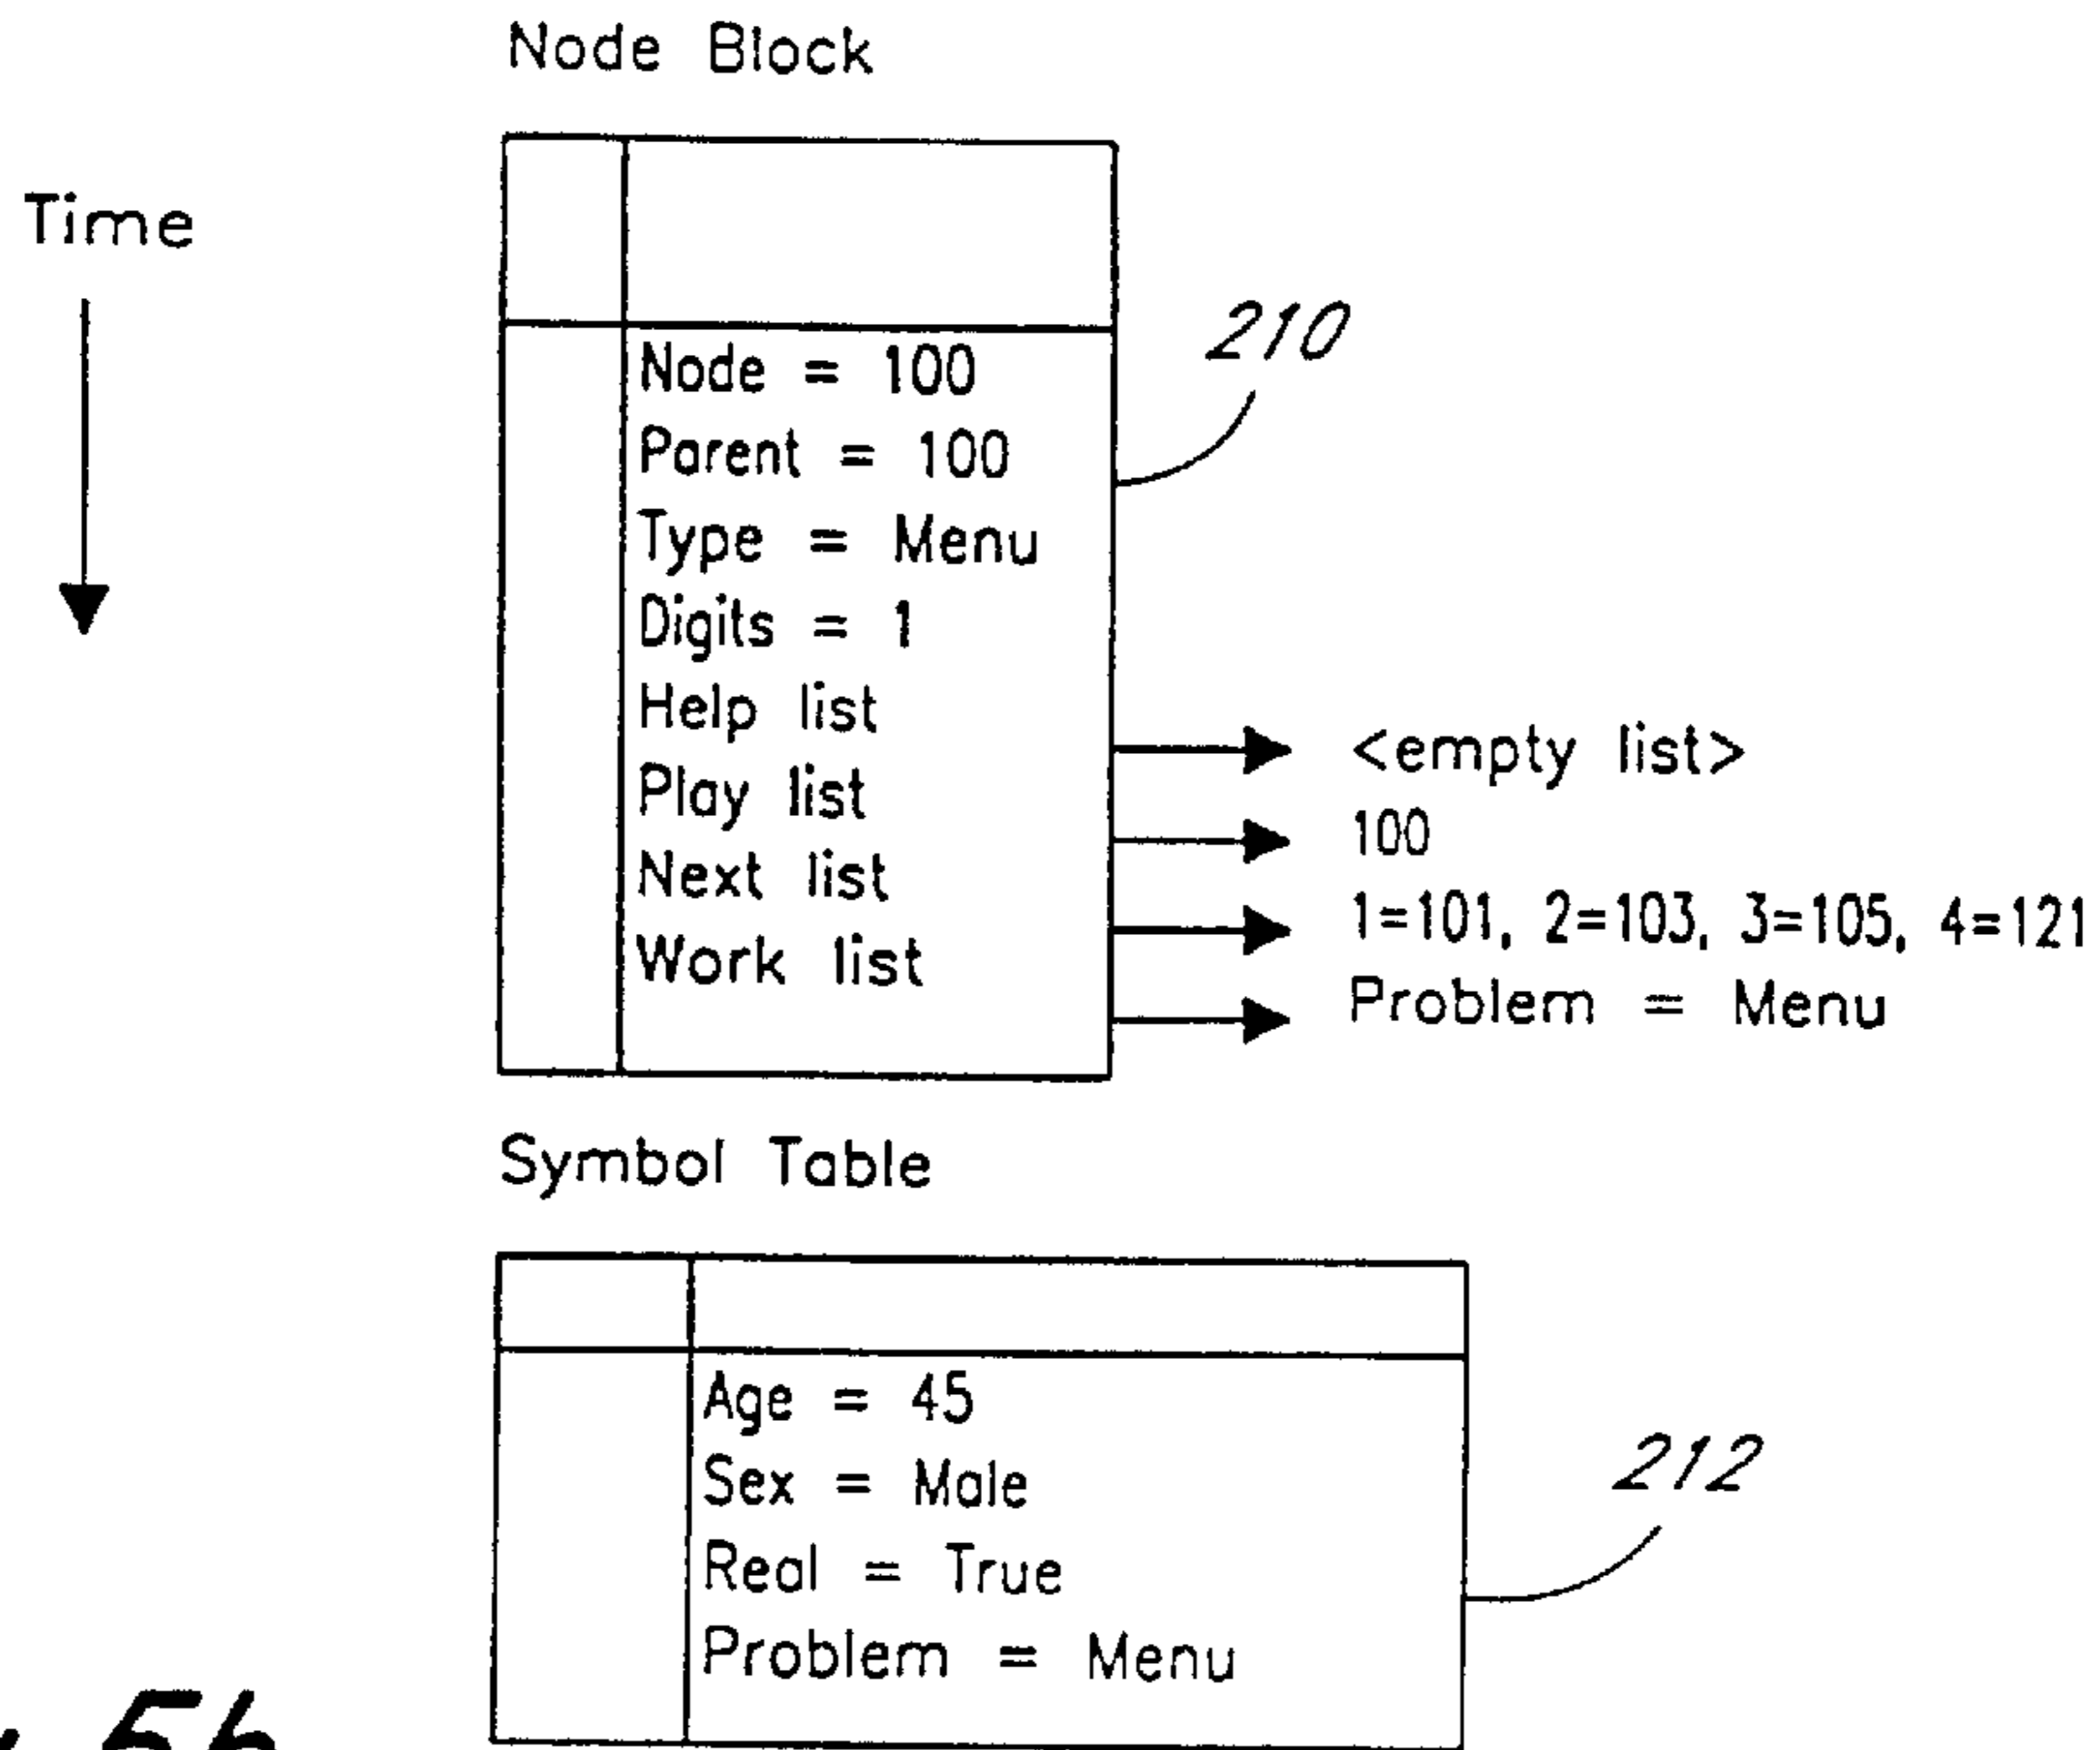 Node Block
Time
210
Node = 100
Parent = 100
Type = Menu
Digits = 1
Help list
<empty list>
Play list
100
Next list
1=101, 2=103, 3=105, 4=121
Work list
Problem = Menu
Symbol Table
Age = 45
Sex = Male
Real = True
Problem = Menu
212
5b